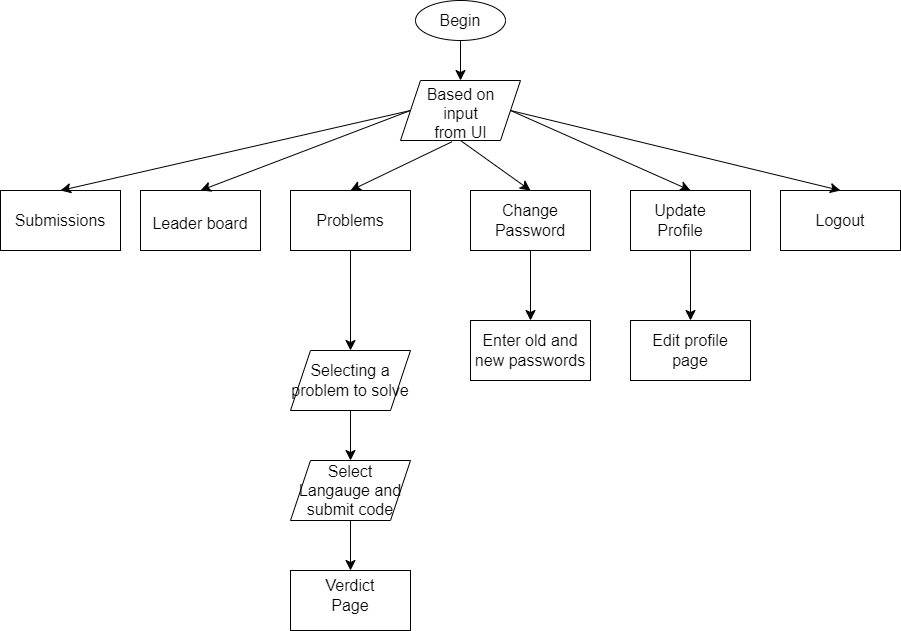 Begin
Based on
input
from UI
Submissions
Leader board
Problems
Change
Password
Update
Profile
Logout
Enter old and
new passwords
Edit profile
page
Selecting a
problem to solve
Select
Langauge and
submit code
Verdict
Page